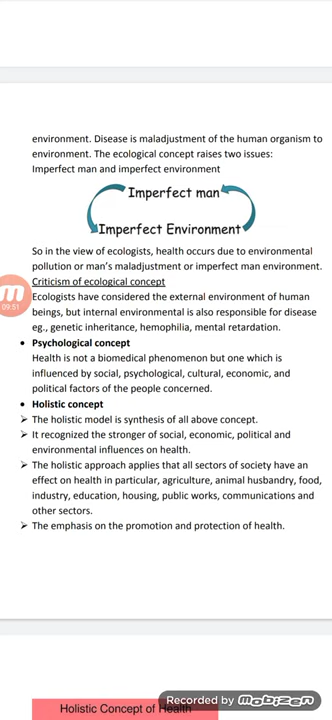 environment. Disease is maladjustment of the human organism to
environment. The ecological concept raises two issues:
Imperfect man and imperfect environment
Imperfect man
Imperfect Environment
So in the view of ecologists, health occurs due to environmental
pollution or man's maladjustment or imperfect man environment.
Criticism of ecological concept
Ecologists have considered the external environment of human
beings, but internal environmental is also responsible for disease
eg., genetic inheritance, hemophilia, mental retardation.
09:51
• Psychological concept
Health is not a biomedical phenomenon but one which is
influenced by social, psychological, cultural, economic, and
political factors of the people concerned.
• Holistic concept
➢ The holistic model is synthesis of all above concept.
➢ It recognized the stronger of social, economic, political and
environmental influences on health.
➢ The holistic approach applies that all sectors of society have an
effect on health in particular, agriculture, animal husbandry, food,
industry, education, housing, public works, communications and
other sectors.
➢ The emphasis on the promotion and protection of health.
Recorded by mobizen
Holistic Concept of Health